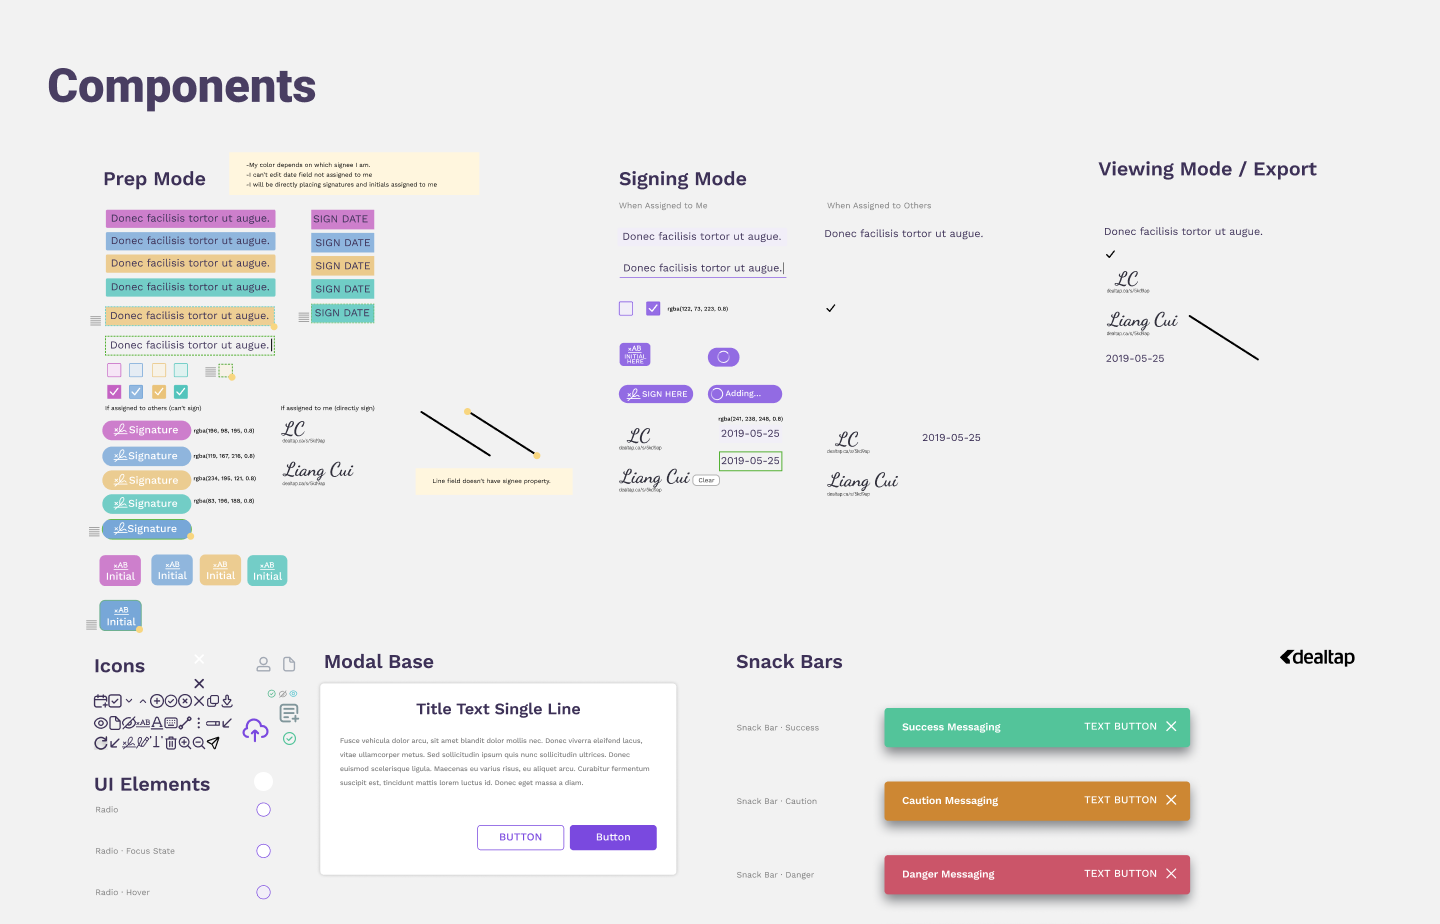 Components
Prep Mode
-My color depends on which signee I am.
-I can't edit date field not assigned to me
-I will be directly placing signatures and initials assigned to me
Donec facilisis tortor ut augue.
Donec facilisis tortor ut augue.
Donec facilisis tortor ut augue.
Donec facilisis tortor ut augue.
Donec facilisis tortor ut augue.
Donec facilisis tortor ut augue.
SIGN DATE
SIGN DATE
SIGN DATE
SIGN DATE
SIGN DATE
If assigned to others (can't sign)
Signature
rgba(196, 98, 195, 0.8)
Signature
rgba(119, 167, 216, 0.8)
Signature
rgba(234, 195, 121, 0.8)
Signature
rgba(83, 196, 188, 0.8)
Signature
xAB
Initial
xAB
Initial
xAB
Initial
xAB
Initial
xAB
Initial
If assigned to me (directly sign)
LC
dealtap.ca/s/5kd9ap
Liang Cui
dealtap.ca/s/5kd9ap
Line field doesn't have signee property.
Signing Mode
When Assigned to Me
Donec facilisis tortor ut augue.
Donec facilisis tortor ut augue.
rgba(122, 73, 223, 0.8)
xAB
INITIAL
HERE
SIGN HERE
Adding...
rgba(241, 238, 248, 0.8)
LC
dealtap.ca/s/5kd9ap
2019-05-25
2019-05-25
Liang Cui
dealtap.ca/s/5kd9ap
Clear
When Assigned to Others
Donec facilisis tortor ut augue.
LC
dealtap.ca/s/5kd9ap
2019-05-25
Liang Cui
dealtap.ca/s/5kd9ap
Viewing Mode / Export
Donec facilisis tortor ut augue.
LC
dealtap.ca/s/5kd9ap
Liang Cui
dealtap.ca/s/5kd9ap
2019-05-25
Icons
xAB
A
UI Elements
Radio
Radio · Focus State
Radio · Hover
Modal Base
Title Text Single Line
Fusce vehicula dolor arcu, sit amet blandit dolor mollis nec. Donec viverra eleifend lacus,
vitae ullamcorper metus. Sed sollicitudin ipsum quis nunc sollicitudin ultrices. Donec
euismod scelerisque ligula. Maecenas eu varius risus, eu aliquet arcu. Curabitur fermentum
suscipit est, tincidunt mattis lorem luctus id. Donec eget massa a diam.
BUTTON
Button
Snack Bars
dealtap
Snack Bar · Success
Success Messaging
TEXT BUTTON
Snack Bar · Caution
Caution Messaging
TEXT BUTTON
Snack Bar · Danger
Danger Messaging
TEXT BUTTON